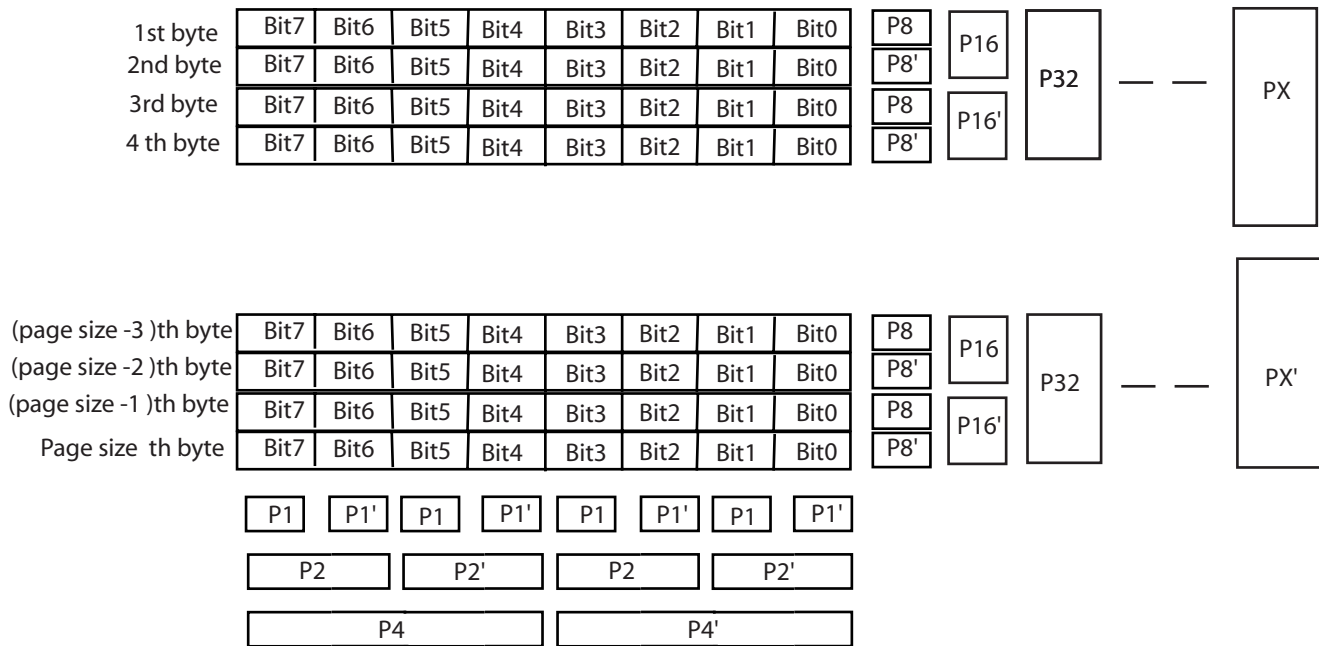 1st byte Bit7 Bit6 Bit5 Bit4 Bit3 Bit2 Bit1 Bit0 P8 P16 P32 PX
2nd byte Bit7 Bit6 Bit5 Bit4 Bit3 Bit2 Bit1 Bit0 P8'
3rd byte Bit7 Bit6 Bit5 Bit4 Bit3 Bit2 Bit1 Bit0 P8 P16'
4 th byte Bit7 Bit6 Bit5 Bit4 Bit3 Bit2 Bit1 Bit0 P8'
(page size -3 )th byte Bit7 Bit6 Bit5 Bit4 Bit3 Bit2 Bit1 Bit0 P8 P16 P32 PX'
(page size -2 )th byte Bit7 Bit6 Bit5 Bit4 Bit3 Bit2 Bit1 Bit0 P8'
(page size -1 )th byte Bit7 Bit6 Bit5 Bit4 Bit3 Bit2 Bit1 Bit0 P8 P16'
Page size th byte Bit7 Bit6 Bit5 Bit4 Bit3 Bit2 Bit1 Bit0 P8'
P1 P1' P1 P1' P1 P1' P1 P1'
P2 P2' P2 P2'
P4 P4'